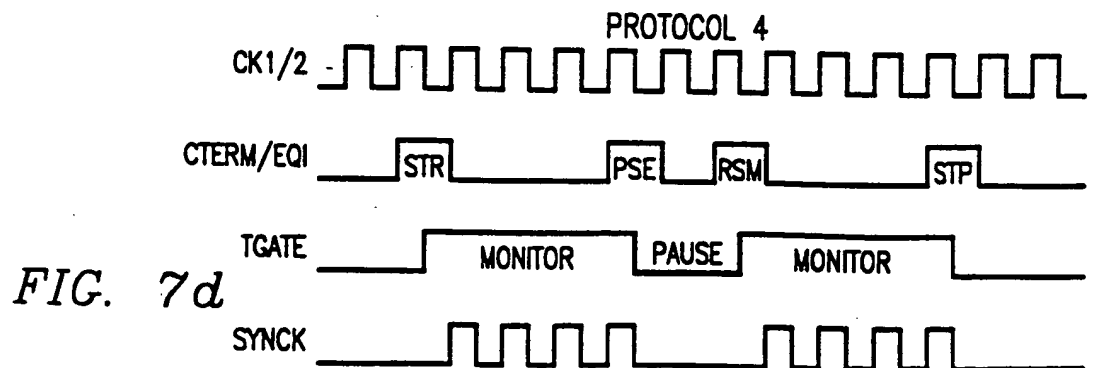 PROTOCOL 4
CK1/2
CTERM/EQI
STR
PSE
RSM
STP
TGATE
MONITOR
PAUSE
MONITOR
FIG. 7d
SYNCK